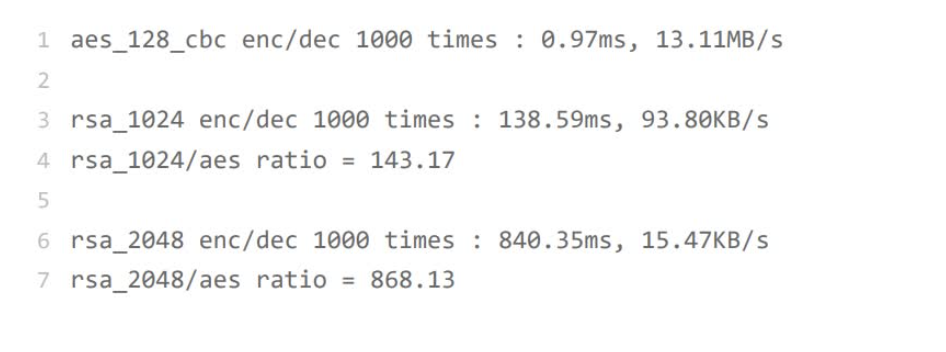 1 aes_128_cbc enc/dec 1000 times : 0.97ms, 13.11MB/s
2
3 rsa_1024 enc/dec 1000 times : 138.59ms, 93.80KB/s
4 rsa_1024/aes ratio = 143.17
5
6 rsa_2048 enc/dec 1000 times : 840.35ms, 15.47KB/s
7 rsa_2048/aes ratio = 868.13